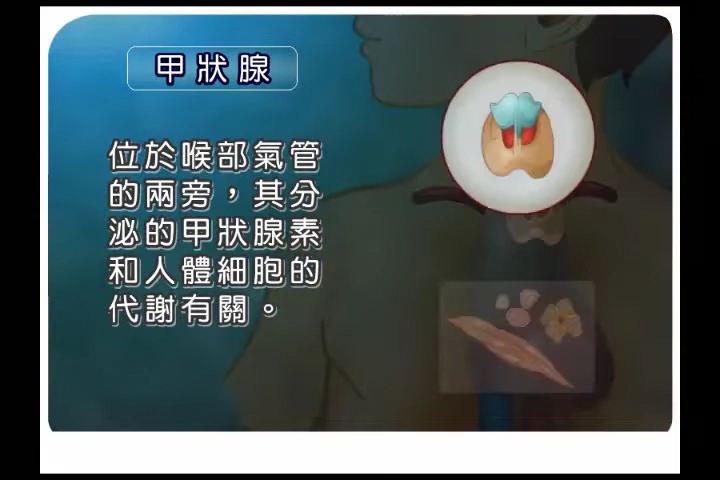 甲狀腺
位於喉部氣管
的兩旁，其分
泌的甲狀腺素
和人體細胞的
代謝有關。